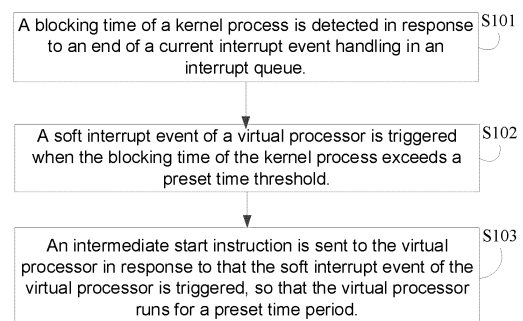 A blocking time of a kernel process is detected in response
to an end of a current interrupt event handling in an
interrupt queue.
S101
A soft interrupt event of a virtual processor is triggered
when the blocking time of the kernel process exceeds a
preset time threshold.
S102
An intermediate start instruction is sent to the virtual
processor in response to that the soft interrupt event of the
virtual processor is triggered, so that the virtual processor
runs for a preset time period.
S103